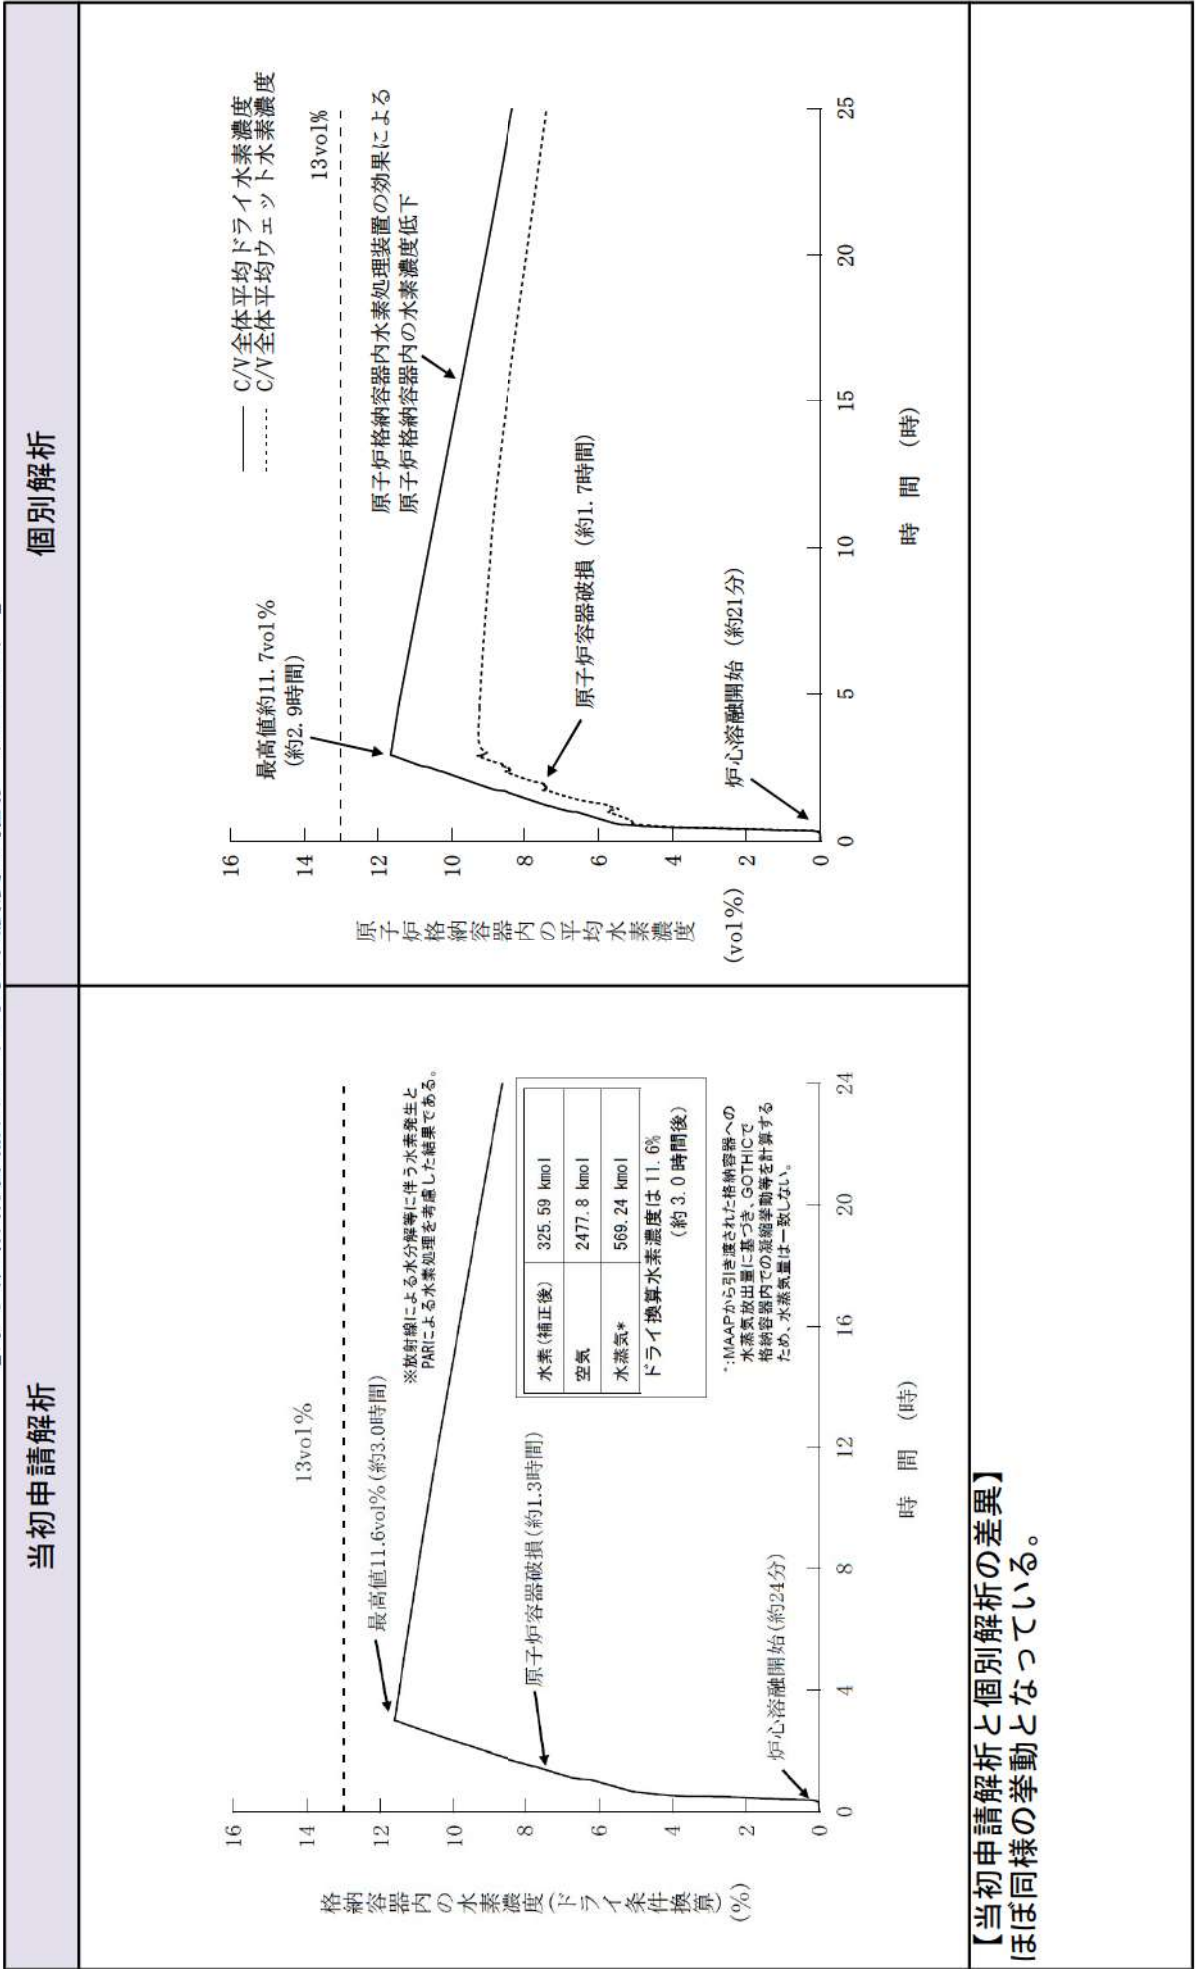 当初申請解析
個別解析
格納容器内の水素濃度(ドライ条件換算)
(%)
16
14
12
10
8
6
4
2
0
0
4
8
12
16
20
24
時 間 (時)
13vol%
最高値11.6vol%(約3.0時間)
※放射線による水分解等に伴う水素発生と
PARによる水素処理を考慮した結果である。
原子炉容器破損(約1.3時間)
炉心溶融開始(約24分)
水素(補正後) 325.59 kmol
空気 2477.8 kmol
水蒸気* 569.24 kmol
ドライ換算水素濃度は11.6%
(約3.0時間後)
*:MAAPから引き渡された格納容器への
水蒸気放出量に基づき、GOTHICで
格納容器内での凝縮挙動等を計算する
ため、水蒸気量は一致しない。
原子炉格納容器内の平均水素濃度
(vol%)
16
14
12
10
8
6
4
2
0
0
5
10
15
20
25
時 間 (時)
C/V全体平均ドライ水素濃度
C/V全体平均ウェット水素濃度
13vol%
最高値約11.7vol%
(約2.9時間)
原子炉格納容器内水素処理装置の効果による
原子炉格納容器内の水素濃度低下
原子炉容器破損(約1.7時間)
炉心溶融開始(約21分)
【当初申請解析と個別解析の差異】
ほぼ同様の挙動となっている。